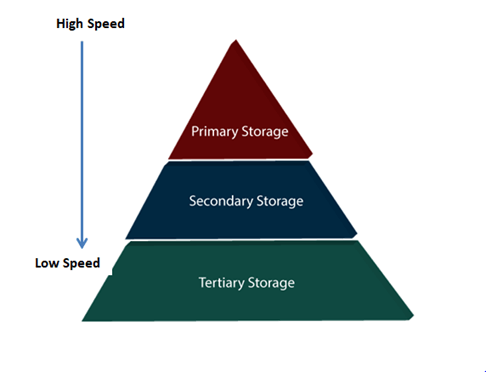 High Speed
Primary Storage
Secondary Storage
Low Speed
Tertiary Storage